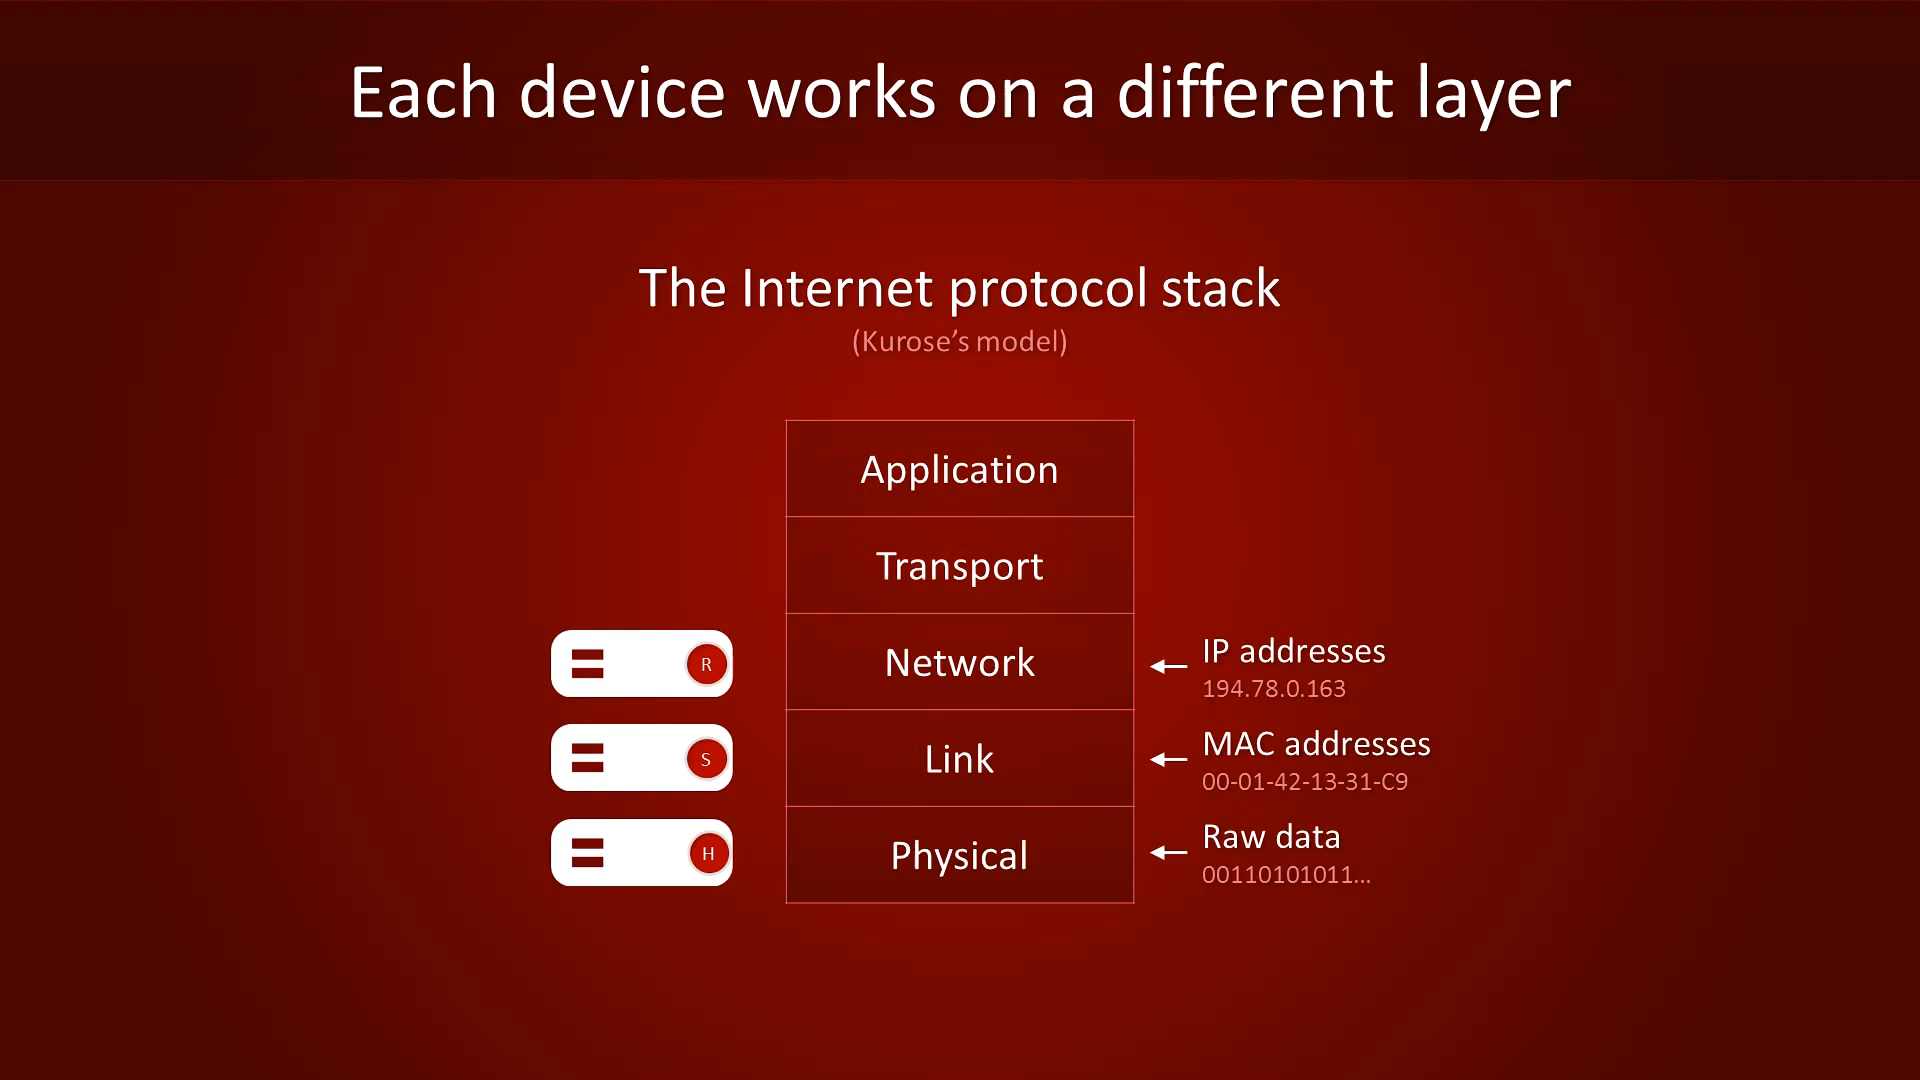 Each device works on a different layer
The Internet protocol stack
(Kurose’s model)
Application
Transport
R
Network
IP addresses
194.78.0.163
S
Link
MAC addresses
00-01-42-13-31-C9
H
Physical
Raw data
00110101011...